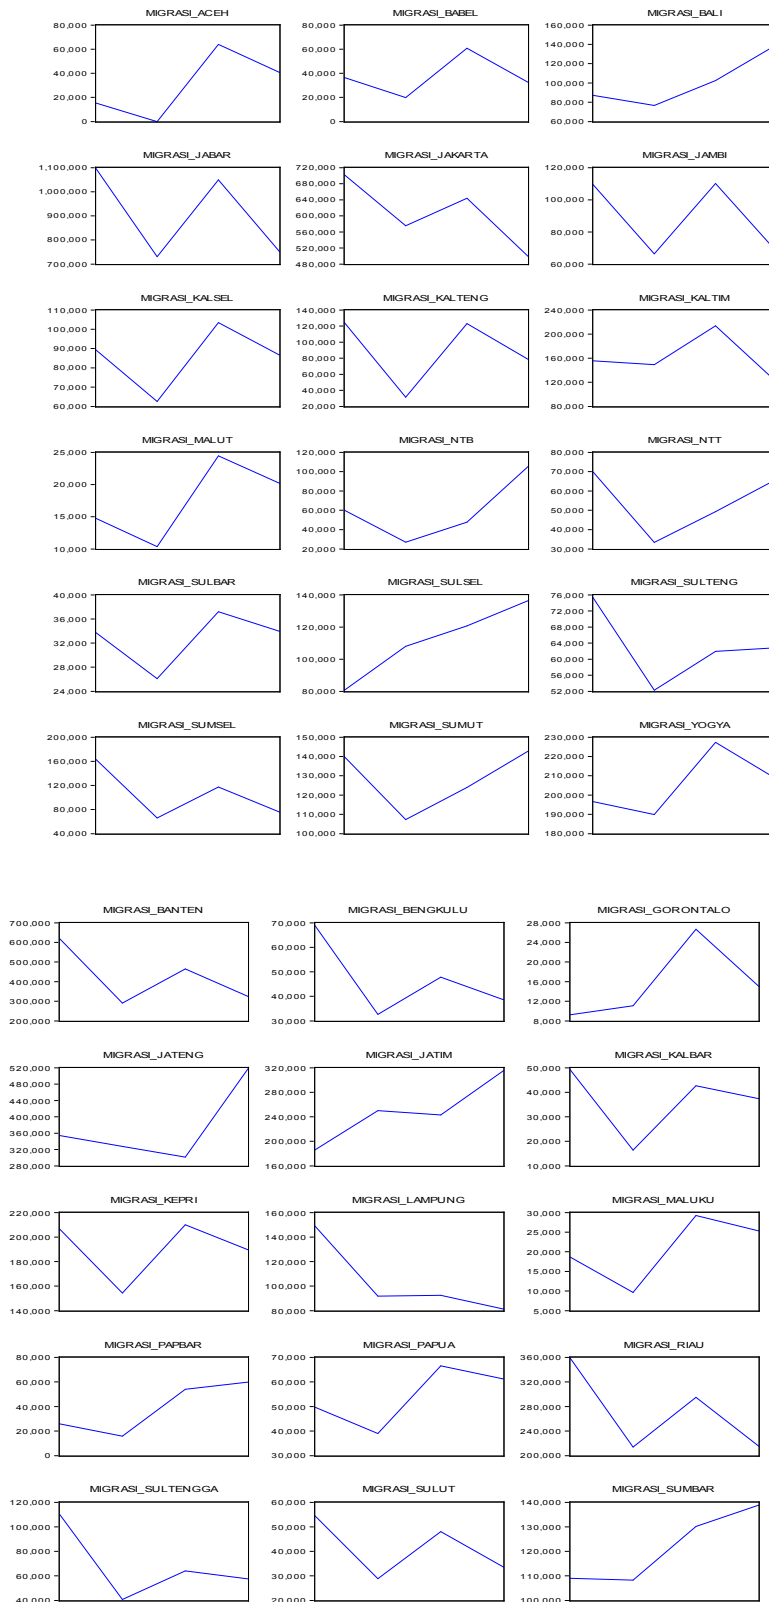 MIGRASI_ACEH MIGRASI_BABEL MIGRASI_BALI
80,000 80,000 160,000
60,000 60,000 140,000
40,000 40,000 120,000
100,000
20,000 20,000 80,000
0 0 60,000
MIGRASI_JABAR MIGRASI_JAKARTA MIGRASI_JAMBI
1,100,000 720,000 120,000
1,000,000 680,000
640,000
900,000 600,000 80,000
800,000 560,000
520,000
700,000 480,000 60,000
MIGRASI_KALSEL MIGRASI_KALTENG MIGRASI_KALTIM
110,000 140,000 240,000
100,000 120,000 200,000
90,000 100,000
80,000 80,000 160,000
70,000 60,000 120,000
40,000
60,000 20,000 80,000
MIGRASI_MALUT MIGRASI_NTB MIGRASI_NTT
25,000 120,000 80,000
100,000 70,000
20,000 80,000 60,000
15,000 60,000 50,000
40,000 40,000
10,000 20,000 30,000
MIGRASI_SULBAR MIGRASI_SULSEL MIGRASI_SULTENG
40,000 140,000 76,000
36,000 120,000 72,000
68,000
32,000 64,000
28,000 100,000 60,000
56,000
24,000 80,000 52,000
MIGRASI_SUMSEL MIGRASI_SUMUT MIGRASI_YOGYA
200,000 150,000 230,000
160,000 140,000 220,000
120,000 130,000 210,000
120,000 200,000
80,000 110,000 190,000
40,000 100,000 180,000
MIGRASI_BANTEN MIGRASI_BENGKULU MIGRASI_GORONTALO
700,000 70,000 28,000
600,000 60,000 24,000
500,000 50,000 20,000
400,000 40,000 16,000
300,000 12,000
200,000 30,000 8,000
MIGRASI_JATENG MIGRASI_JATIM MIGRASI_KALBAR
520,000 320,000 50,000
480,000 280,000 40,000
440,000
400,000 240,000 30,000
360,000 200,000 20,000
320,000
280,000 160,000 10,000
MIGRASI_KEPRI MIGRASI_LAMPUNG MIGRASI_MALUKU
220,000 160,000 30,000
200,000 140,000 25,000
180,000 120,000 20,000
160,000 100,000 15,000
10,000
140,000 80,000 5,000
MIGRASI_PAPBAR MIGRASI_PAPUA MIGRASI_RIAU
80,000 70,000 360,000
60,000 60,000 320,000
40,000 50,000 280,000
20,000 40,000 240,000
0 30,000 200,000
MIGRASI_SULTENGGA MIGRASI_SULUT MIGRASI_SUMBAR
120,000 60,000 140,000
100,000 50,000 130,000
80,000 40,000 120,000
60,000 30,000 110,000
40,000 20,000 100,000